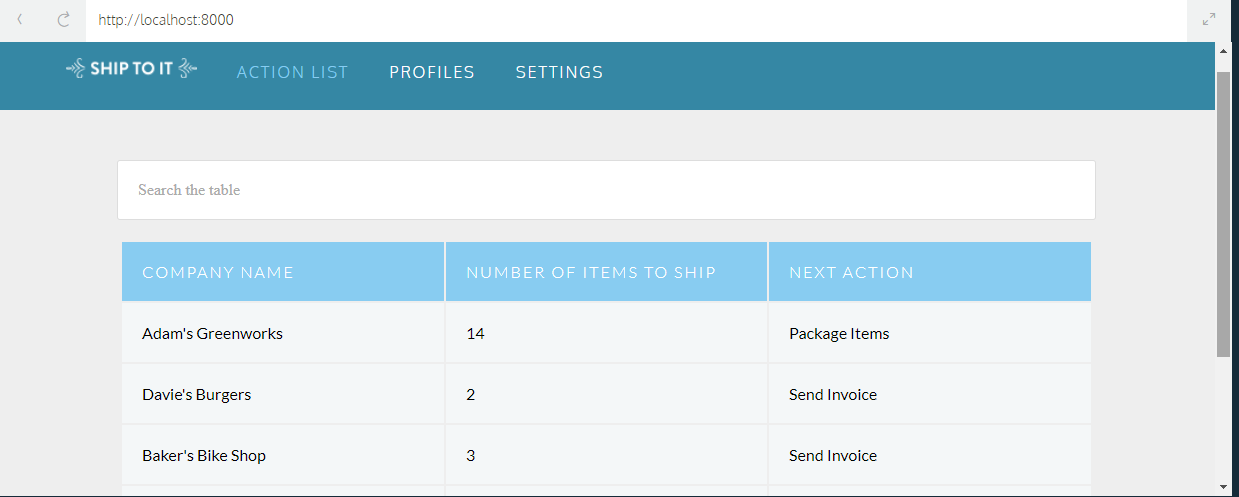 http://localhost:8000
SHIP TO IT ACTION LIST PROFILES SETTINGS
Search the table
COMPANY NAME NUMBER OF ITEMS TO SHIP NEXT ACTION
Adam's Greenworks 14 Package Items
Davie's Burgers 2 Send Invoice
Baker's Bike Shop 3 Send Invoice